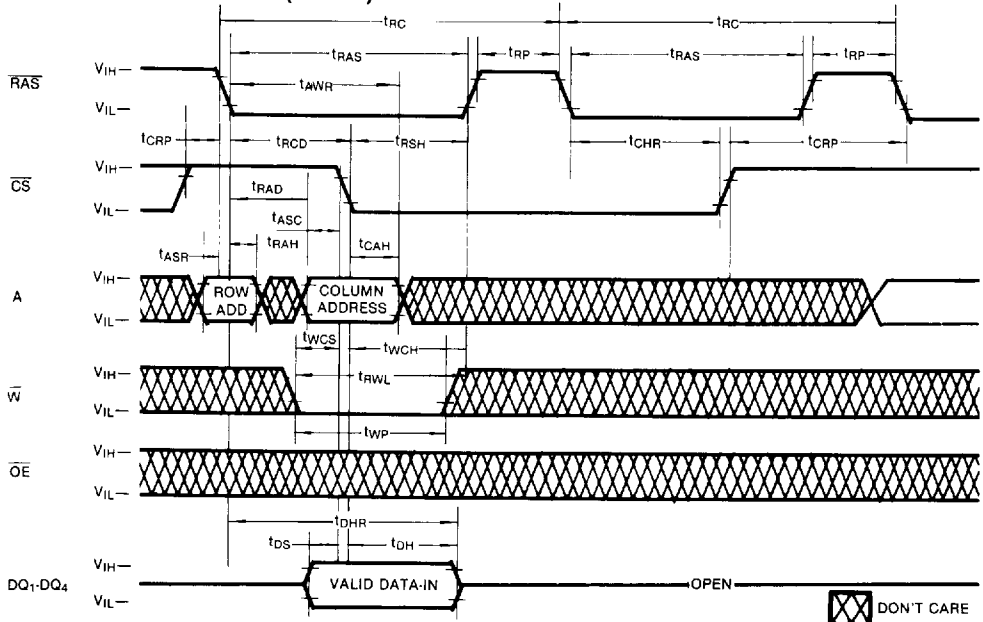 tRC tRC
tRAS tRP tRAS tRP
VIH
RAS
tAWR
VIL
tCRP tRCD tRSH tCHR tCRP
VIH
CS
tRAD
VIL
tASC
tASR tRAH tCAH
VIH
A ROW ADD COLUMN ADDRESS
VIL
tWCS tWCH
VIH
tRWL
W
VIL
tWP
VIH
OE
VIL
tDHR
tDS tDH
VIH
DQ1-DQ4 VALID DATA-IN OPEN
VIL
DON'T CARE